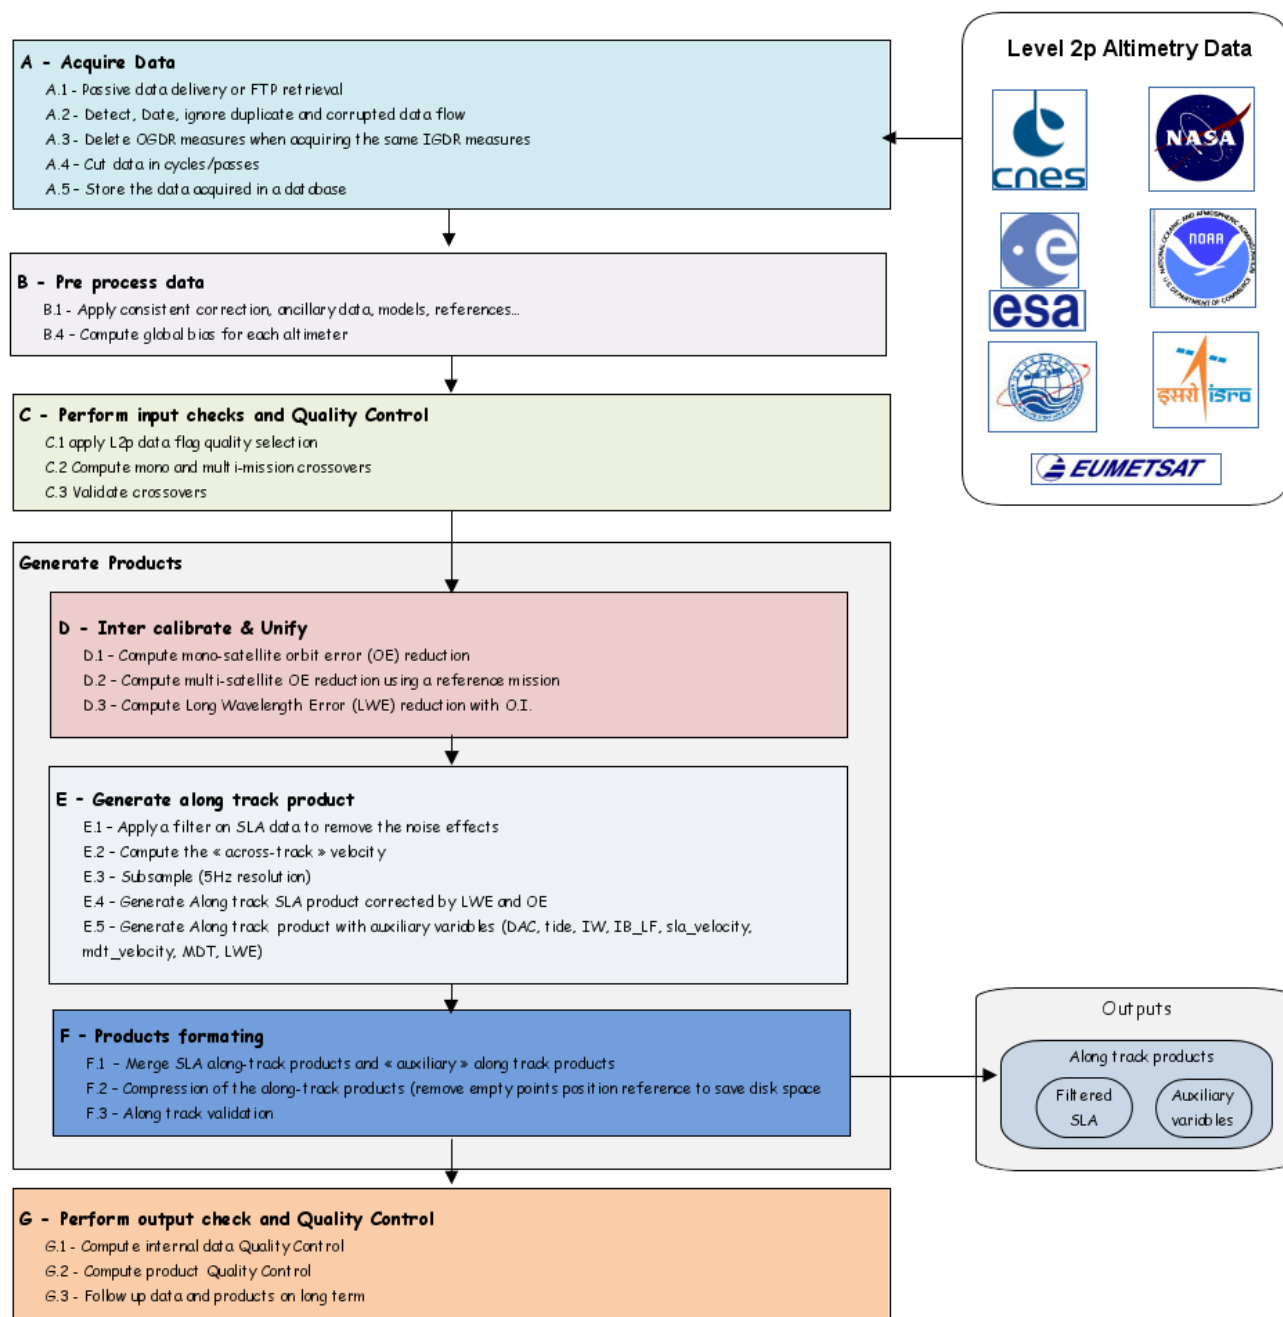 Level 2p Altimetry Data
cnes
NASA
esa
NATIONAL OCEANIC AND ATMOSPHERIC ADMINISTRATION
NOAA
U.S. DEPARTMENT OF COMMERCE
इसरो isro
EUMETSAT
A - Acquire Data
A.1 - Passive data delivery or FTP retrieval
A.2 - Detect, Date, ignore duplicate and corrupted data flow
A.3 - Delete OGDR measures when acquiring the same IGDR measures
A.4 - Cut data in cycles/passes
A.5 - Store the data acquired in a database
B - Pre process data
B.1 - Apply consistent correction, ancillary data, models, references...
B.4 - Compute global bias for each altimeter
C - Perform input checks and Quality Control
C.1 apply L2p data flag quality selection
C.2 Compute mono and multi-mission crossovers
C.3 Validate crossovers
Generate Products
D - Inter calibrate & Unify
D.1 - Compute mono-satellite orbit error (OE) reduction
D.2 - Compute multi-satellite OE reduction using a reference mission
D.3 - Compute Long Wavelength Error (LWE) reduction with O.I.
E - Generate along track product
E.1 - Apply a filter on SLA data to remove the noise effects
E.2 - Compute the « across-track » velocity
E.3 - Subsample (5Hz resolution)
E.4 - Generate Along track SLA product corrected by LWE and OE
E.5 - Generate Along track product with auxiliary variables (DAC, tide, IW, IB_LF, sla_velocity,
mdt_velocity, MDT, LWE)
F - Products formating
F.1 - Merge SLA along-track products and « auxiliary » along track products
F.2 - Compression of the along-track products (remove empty points position reference to save disk space
F.3 - Along track validation
Outputs
Along track products
Filtered
SLA
Auxiliary
variables
G - Perform output check and Quality Control
G.1 - Compute internal data Quality Control
G.2 - Compute product Quality Control
G.3 - Follow up data and products on long term